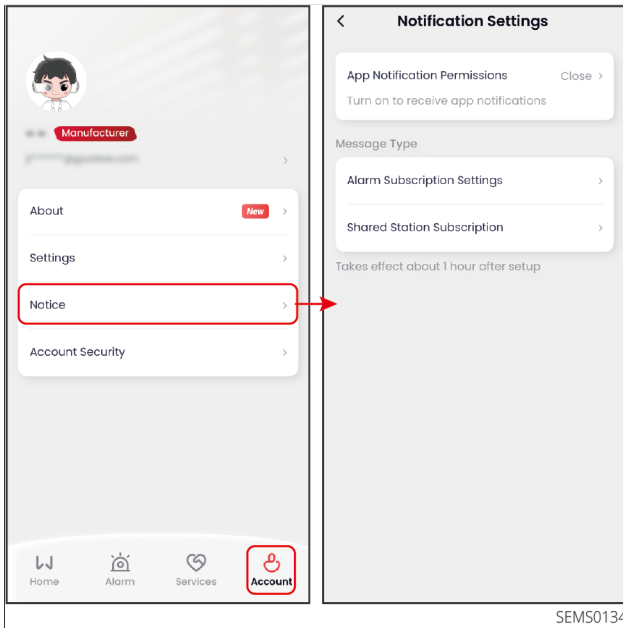 Manufacturer
About
New
Settings
Notice
Account Security
Home
Alarm
Services
Account
Notification Settings
App Notification Permissions
Close
Turn on to receive app notifications
Message Type
Alarm Subscription Settings
Shared Station Subscription
Takes effect about 1 hour after setup
SEMS0134